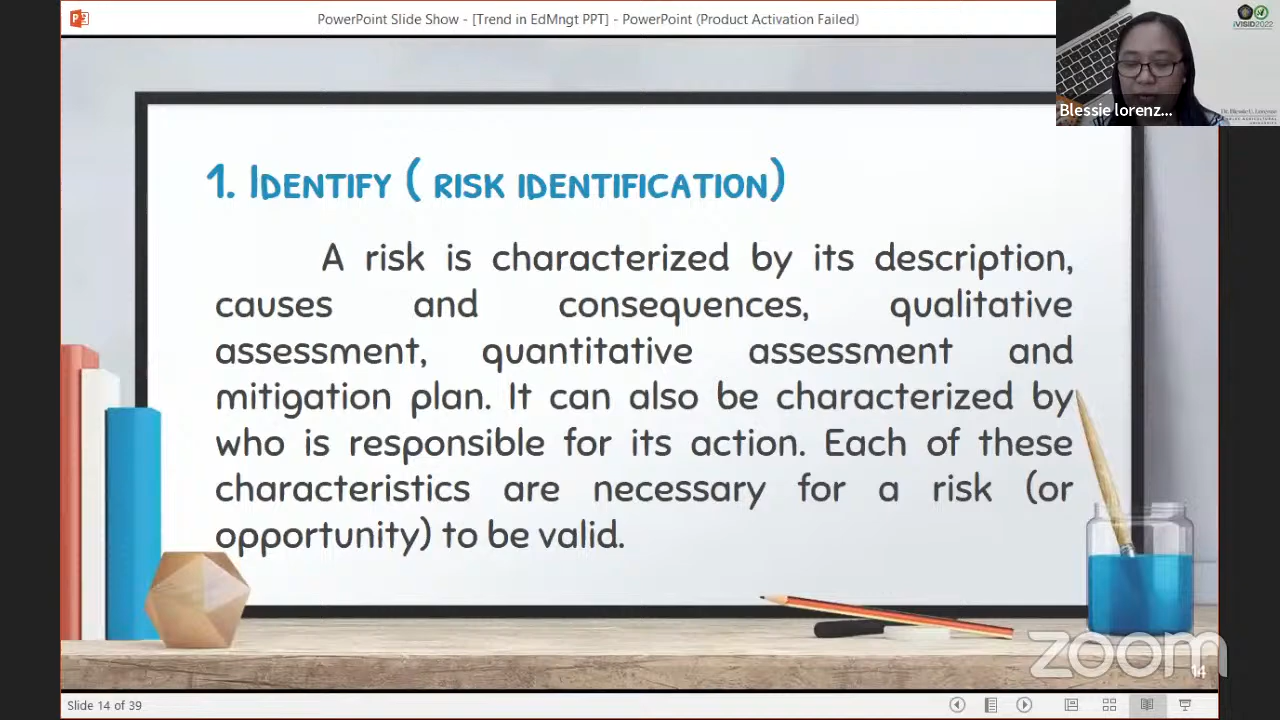 PowerPoint Slide Show - [Trend in EdMngt PPT] - PowerPoint (Product Activation Failed)
iVISID2022
Blessie lorenz...
1. Identify ( risk identification)
A risk is characterized by its description,
causes and consequences, qualitative
assessment, quantitative assessment and
mitigation plan. It can also be characterized by
who is responsible for its action. Each of these
characteristics are necessary for a risk (or
opportunity) to be valid.
zoom
14
Slide 14 of 39